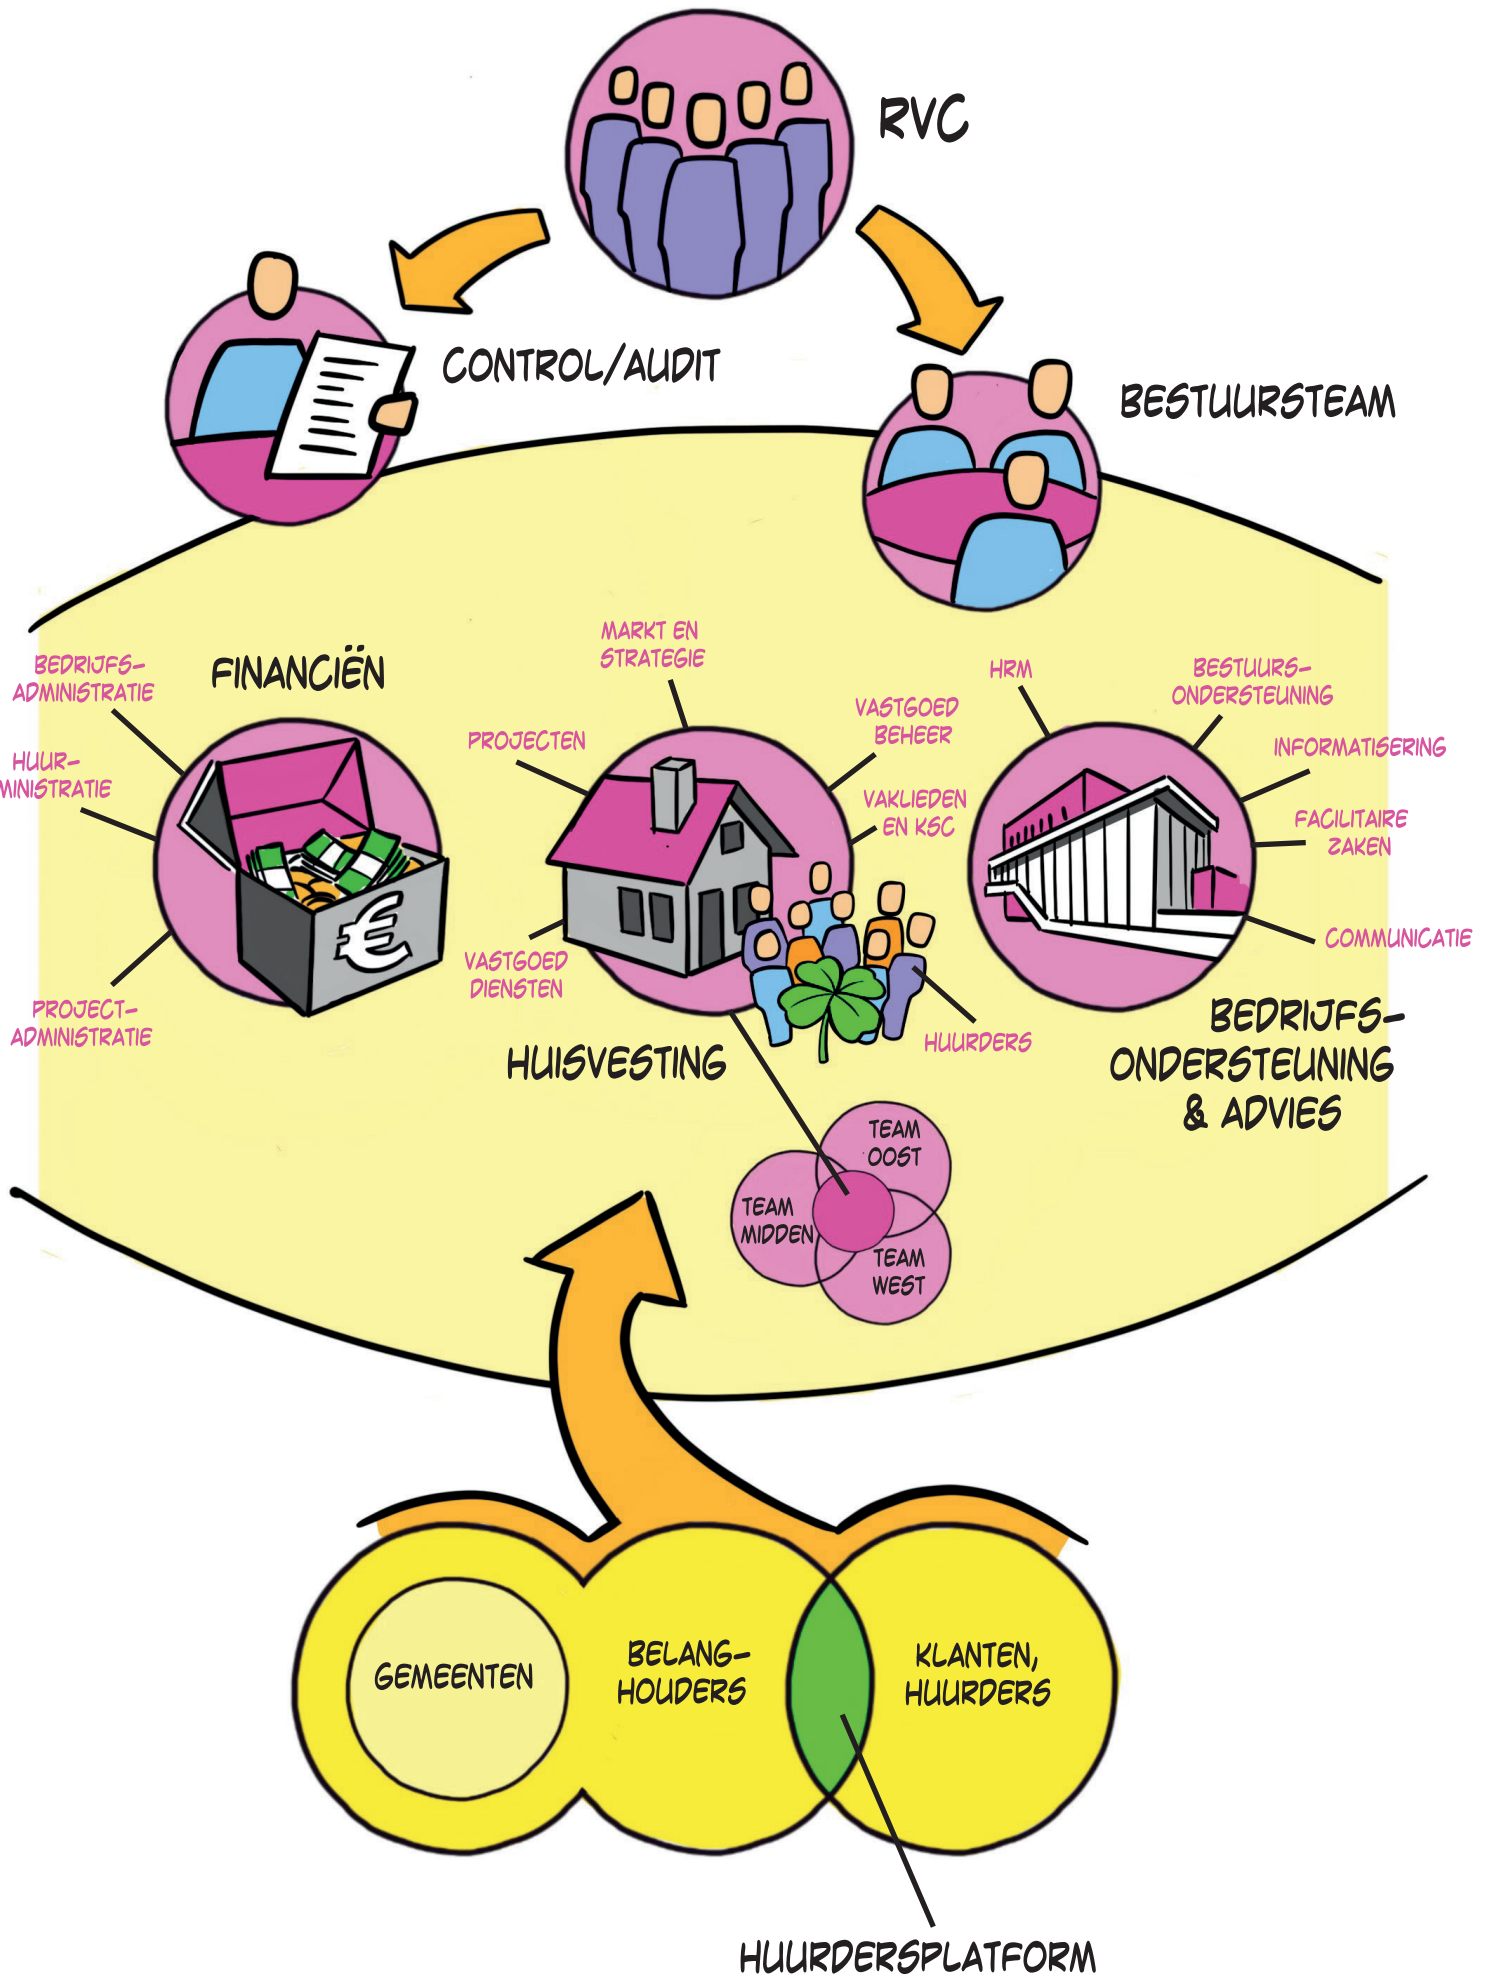 RVC
CONTROL/AUDIT
BESTUURSTEAM
FINANCIËN
BEDRIJFS-
ADMINISTRATIE
HUUR-
MINISTRATIE
PROJECT-
ADMINISTRATIE
MARKT EN
STRATEGIE
PROJECTEN
VASTGOED
BEHEER
VAKLIEDEN
EN KSC
VASTGOED
DIENSTEN
HUURDERS
HUISVESTING
HRM
BESTUURS-
ONDERSTEUNING
INFORMATISERING
FACILITAIRE
ZAKEN
COMMUNICATIE
BEDRIJFS-
ONDERSTEUNING
& ADVIES
TEAM
OOST
TEAM
MIDDEN
TEAM
WEST
GEMEENTEN
BELANG-
HOUDERS
KLANTEN,
HUURDERS
HUURDERSPLATFORM